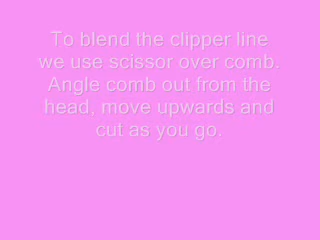 To blend the clipper line
we use scissor over comb.
Angle comb out from the
head, move upwards and
cut as you go.